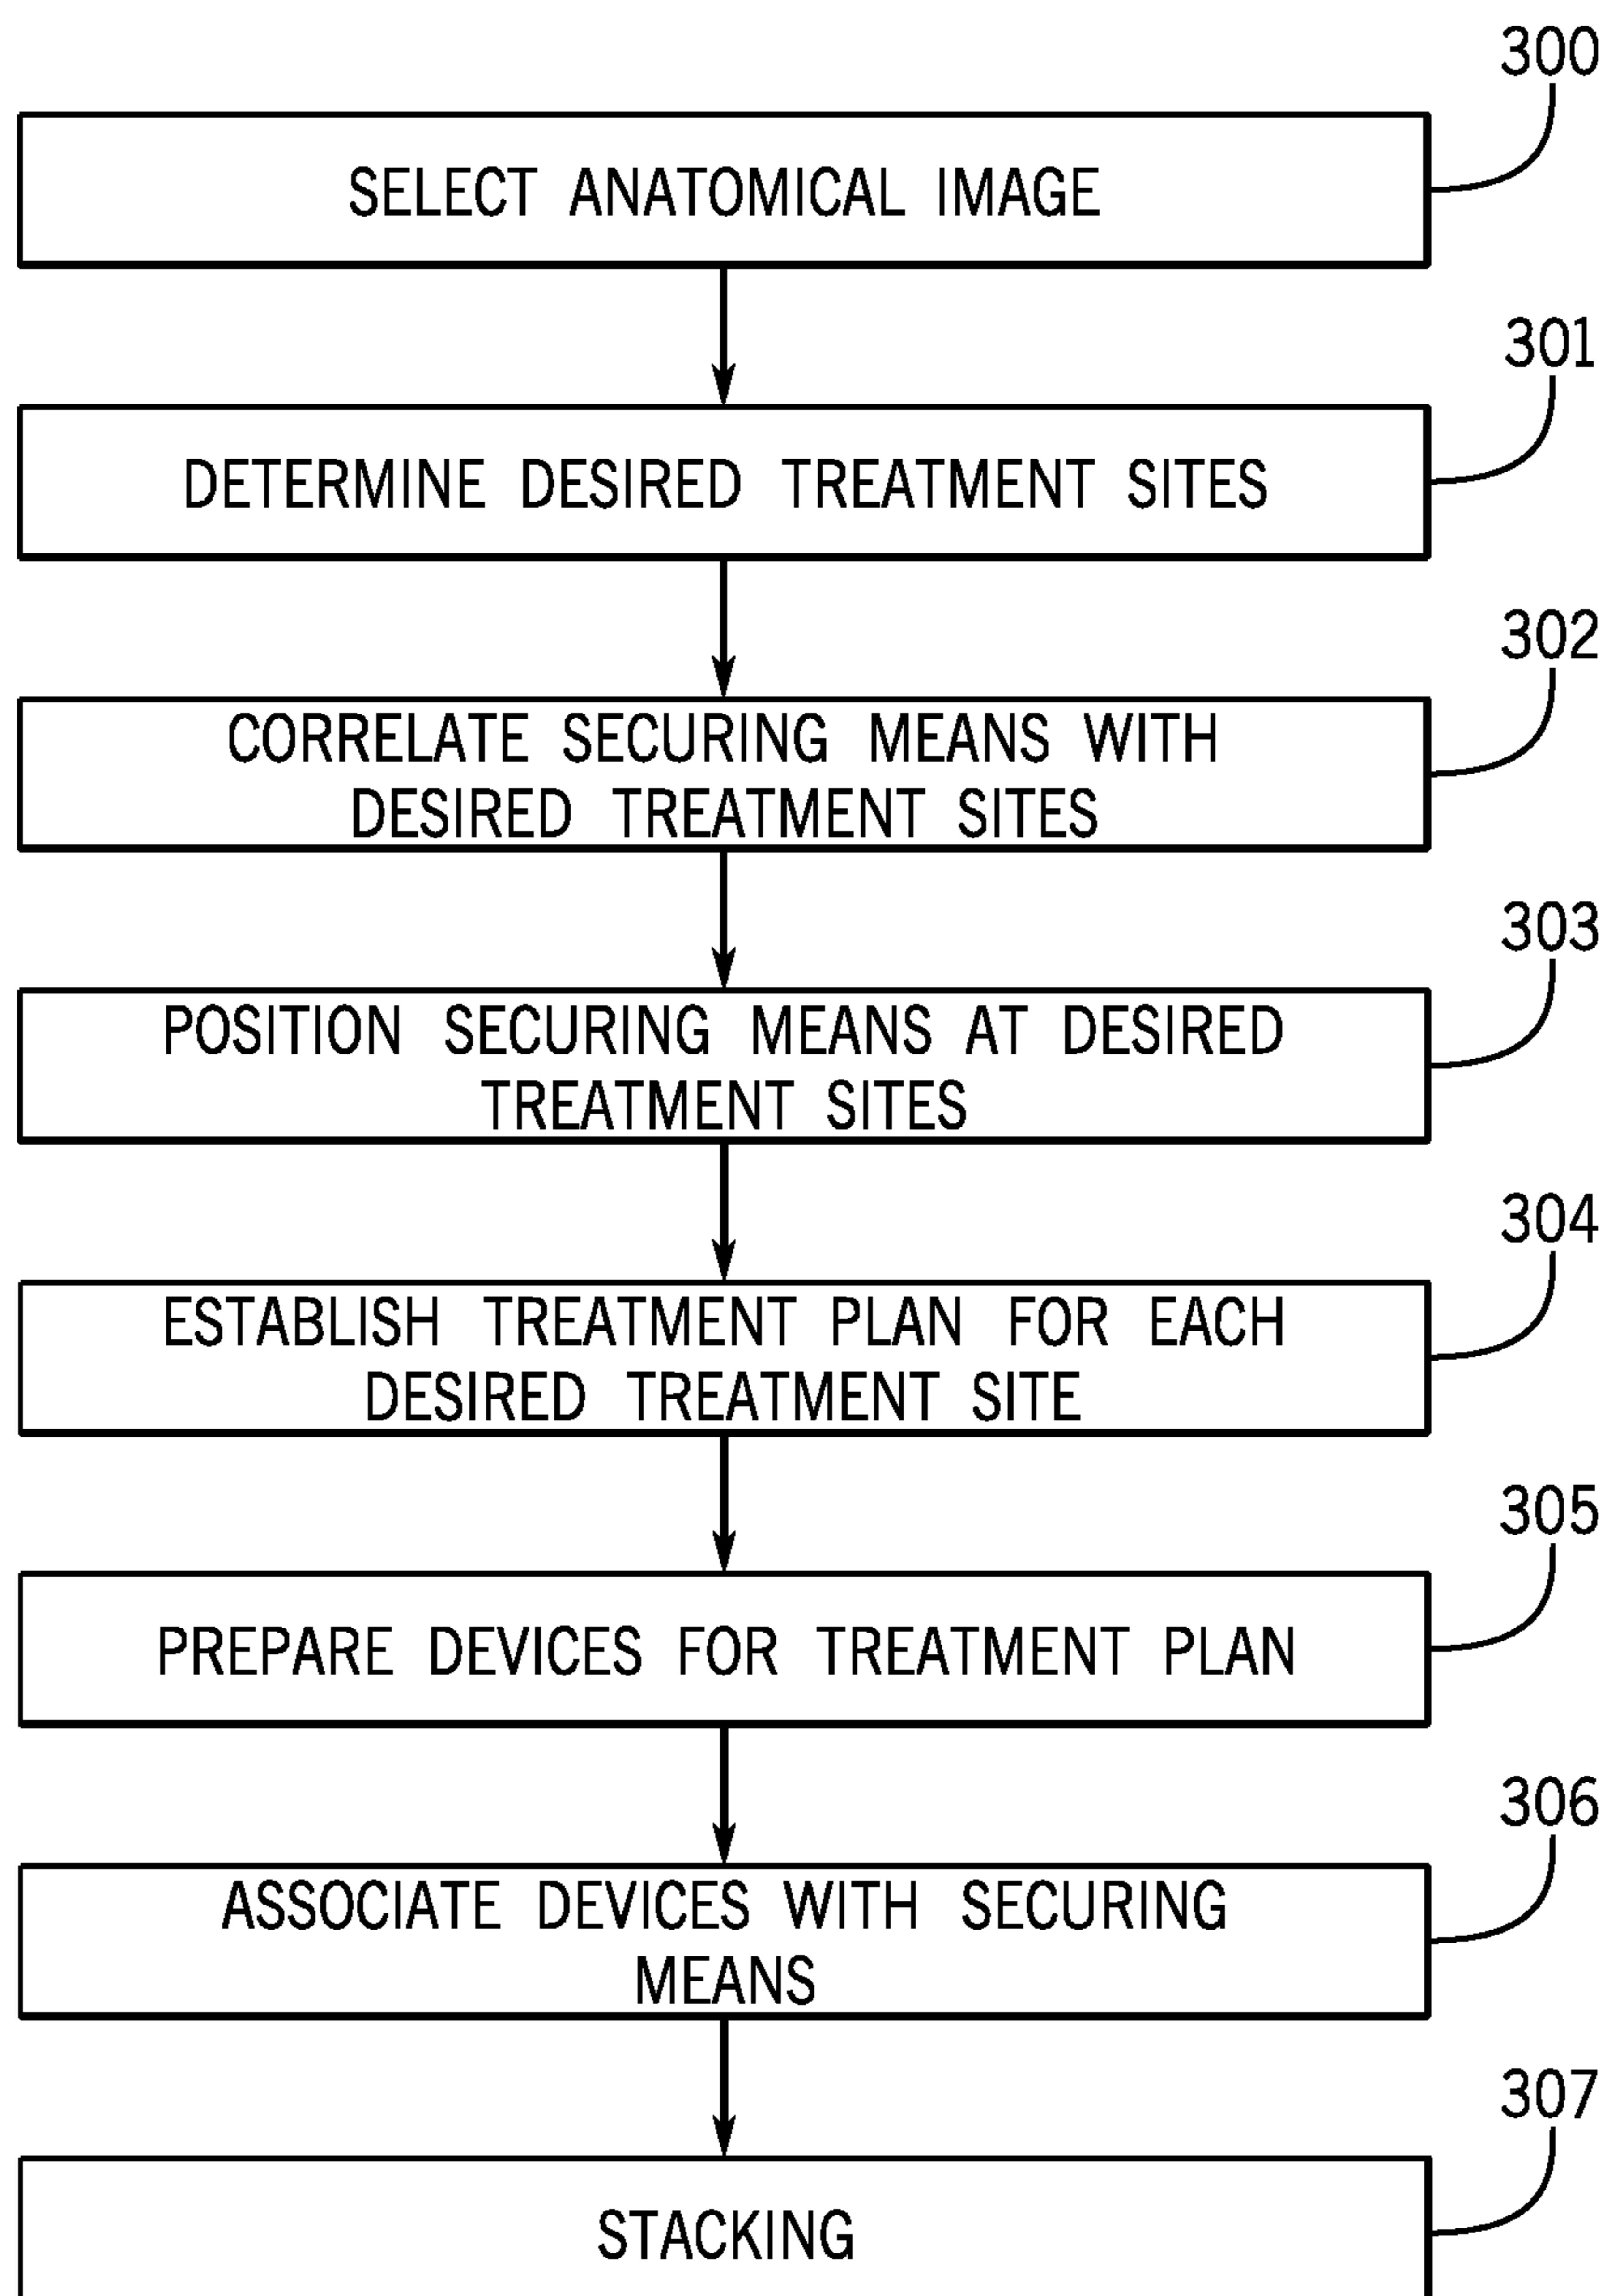 300
SELECT ANATOMICAL IMAGE
301
DETERMINE DESIRED TREATMENT SITES
302
CORRELATE SECURING MEANS WITH
DESIRED TREATMENT SITES
303
POSITION SECURING MEANS AT DESIRED
TREATMENT SITES
304
ESTABLISH TREATMENT PLAN FOR EACH
DESIRED TREATMENT SITE
305
PREPARE DEVICES FOR TREATMENT PLAN
306
ASSOCIATE DEVICES WITH SECURING
MEANS
307
STACKING